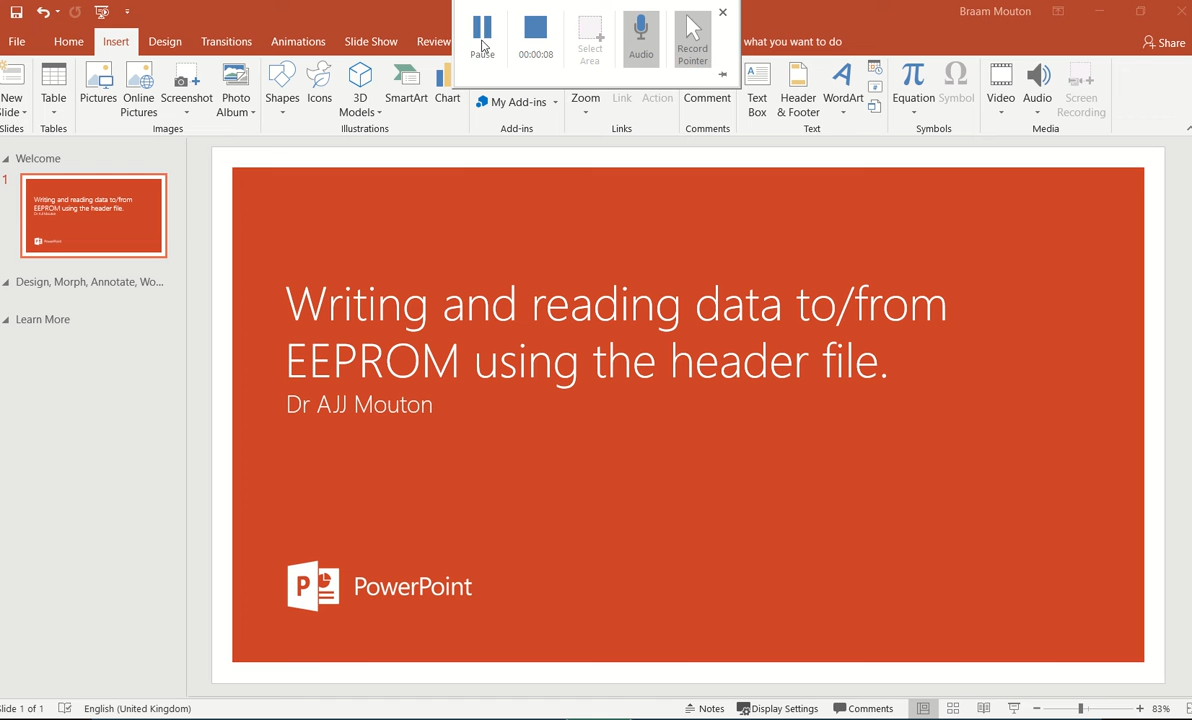 Braam Mouton
File Home Insert Design Transitions Animations Slide Show Review what you want to do Share
Pause 00:00:08 Select Area Audio Record Pointer
New Slide Table Pictures Online Pictures Screenshot Photo Album Shapes Icons 3D Models SmartArt Chart My Add-ins Zoom Link Action Comment Text Box Header & Footer WordArt Equation Symbol Video Audio Screen Recording
Slides Tables Images Illustrations Add-ins Links Comments Text Symbols Media
Welcome
1
Writing and reading data to/from
EEPROM using the header file.
Dr AJJ Mouton
PowerPoint
Design, Morph, Annotate, Wo...
Learn More
Writing and reading data to/from
EEPROM using the header file.
Dr AJJ Mouton
P PowerPoint
Slide 1 of 1 English (United Kingdom) Notes Display Settings Comments 83%